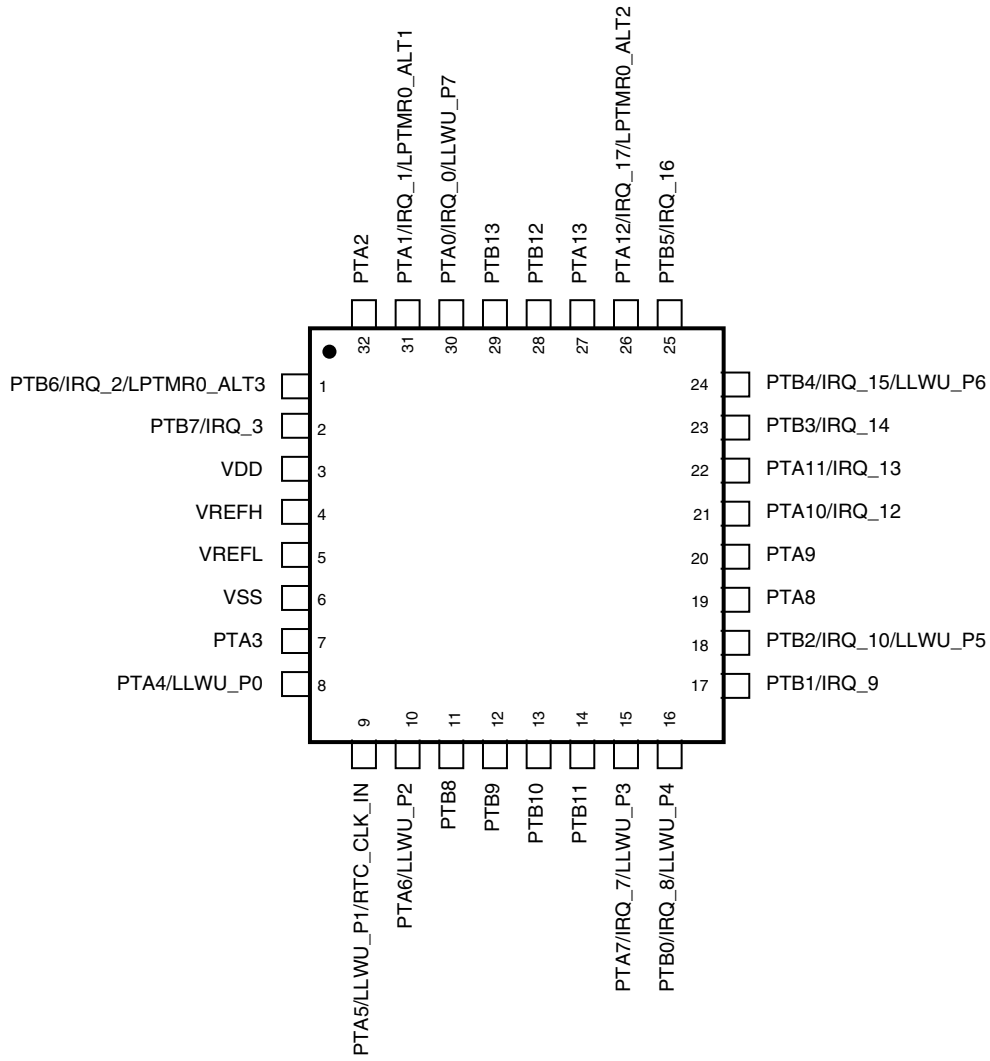 PTA2
PTA1/IRQ_1/LPTMR0_ALT1
PTA0/IRQ_0/LLWU_P7
PTB13
PTB12
PTA13
PTA12/IRQ_17/LPTMR0_ALT2
PTB5/IRQ_16
32
31
30
29
28
27
26
25
PTB6/IRQ_2/LPTMR0_ALT3
1
PTB7/IRQ_3
2
VDD
3
VREFH
4
VREFL
5
VSS
6
PTA3
7
PTA4/LLWU_P0
8
24
PTB4/IRQ_15/LLWU_P6
23
PTB3/IRQ_14
22
PTA11/IRQ_13
21
PTA10/IRQ_12
20
PTA9
19
PTA8
18
PTB2/IRQ_10/LLWU_P5
17
PTB1/IRQ_9
9
10
11
12
13
14
15
16
PTA5/LLWU_P1/RTC_CLK_IN
PTA6/LLWU_P2
PTB8
PTB9
PTB10
PTB11
PTA7/IRQ_7/LLWU_P3
PTB0/IRQ_8/LLWU_P4